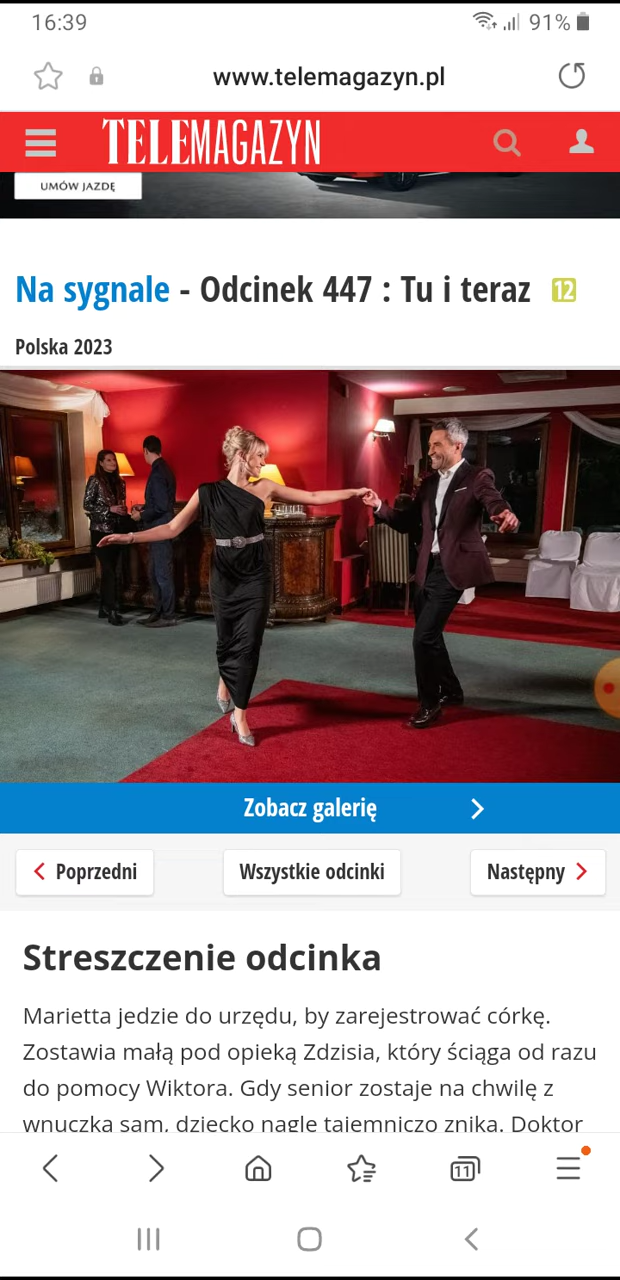 16:39
91%
www.telemagazyn.pl
TELEMAGAZYN
UMÓW JAZDĘ
Na sygnale - Odcinek 447 : Tu i teraz 12
Polska 2023
Zobacz galerię
Poprzedni
Wszystkie odcinki
Następny
Streszczenie odcinka
Marietta jedzie do urzędu, by zarejestrować córkę.
Zostawia małą pod opieką Zdzisia, który ściąga od razu
do pomocy Wiktora. Gdy senior zostaje na chwilę z
wnuczką sam, dziecko nagle tajemniczo znika. Doktor
11